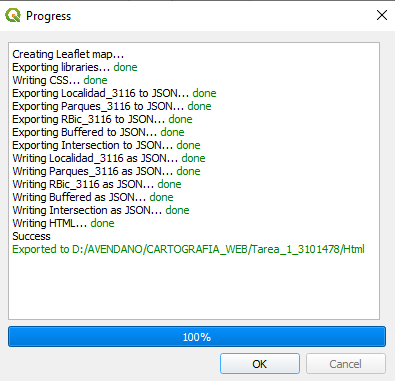 Progress
Creating Leaflet map...
Exporting libraries... done
Writing CSS... done
Exporting Localidad_3116 to JSON... done
Exporting Parques_3116 to JSON... done
Exporting RBic_3116 to JSON... done
Exporting Buffered to JSON... done
Exporting Intersection to JSON... done
Writing Localidad_3116 as JSON... done
Writing Parques_3116 as JSON... done
Writing RBic_3116 as JSON... done
Writing Buffered as JSON... done
Writing Intersection as JSON... done
Writing HTML... done
Success
Exported to D:/AVENDANO/CARTOGRAFIA_WEB/Tarea_1_3101478/Html
100%
OK Cancel